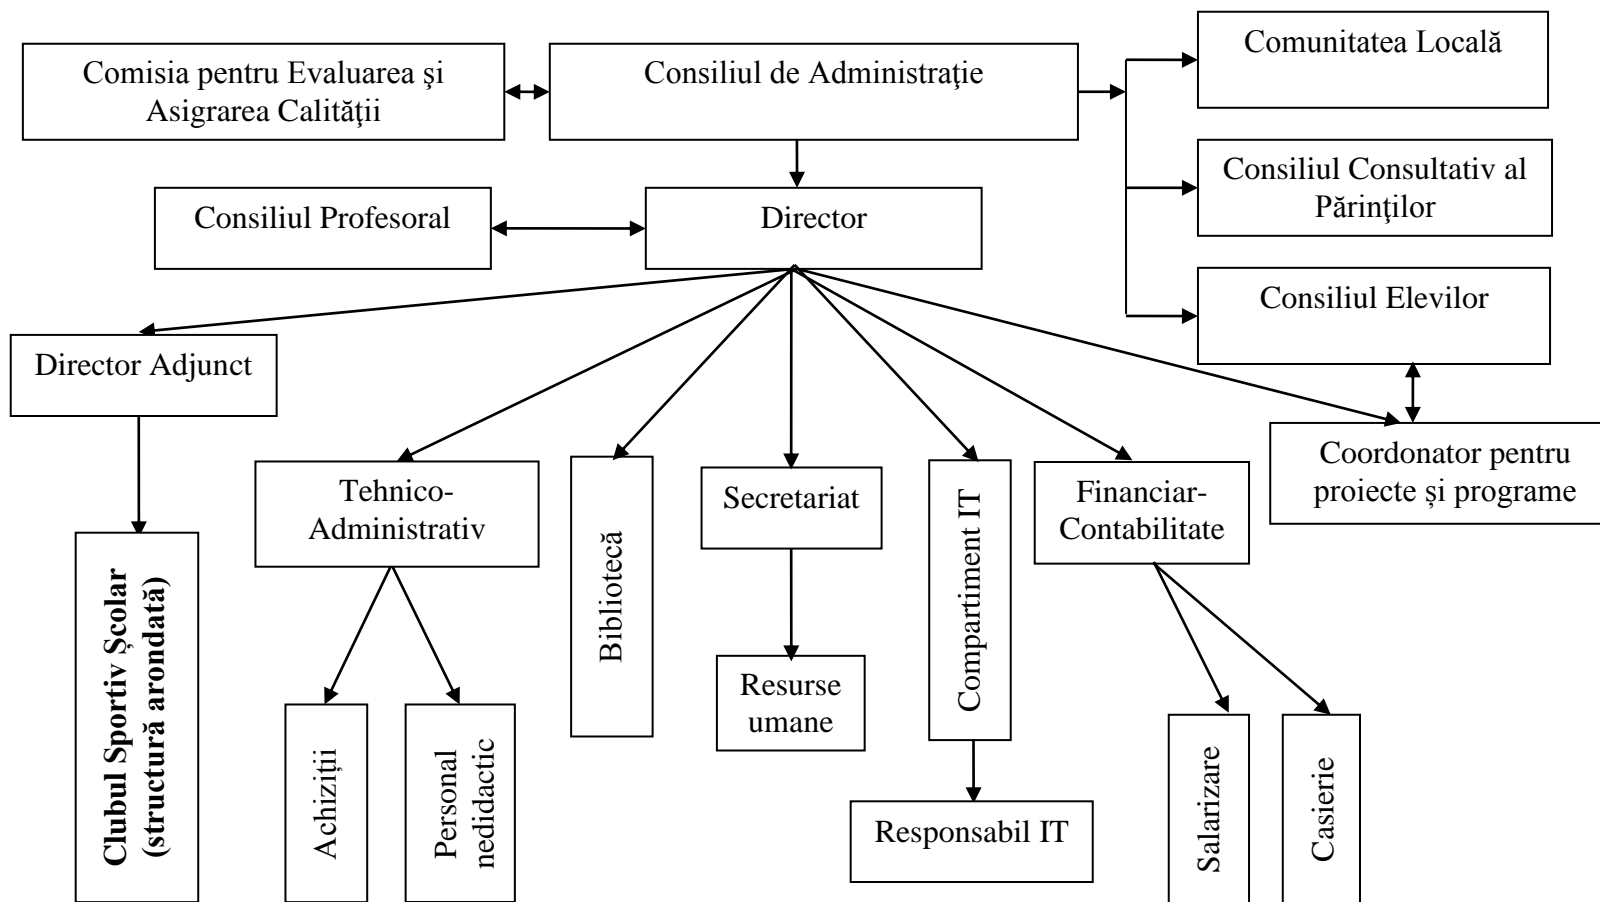 Comisia pentru Evaluarea şi
Asigrarea Calităţii
Consiliul de Administraţie
Comunitatea Locală
Consiliul Consultativ al
Părinţilor
Consiliul Profesoral
Director
Consiliul Elevilor
Director Adjunct
Coordonator pentru
proiecte și programe
Tehnico-
Administrativ
Bibliotecă
Secretariat
Compartiment IT
Financiar-
Contabilitate
Clubul Sportiv Școlar
(structură arondată)
Achiziții
Personal
nedidactic
Resurse
umane
Responsabil IT
Salarizare
Casierie